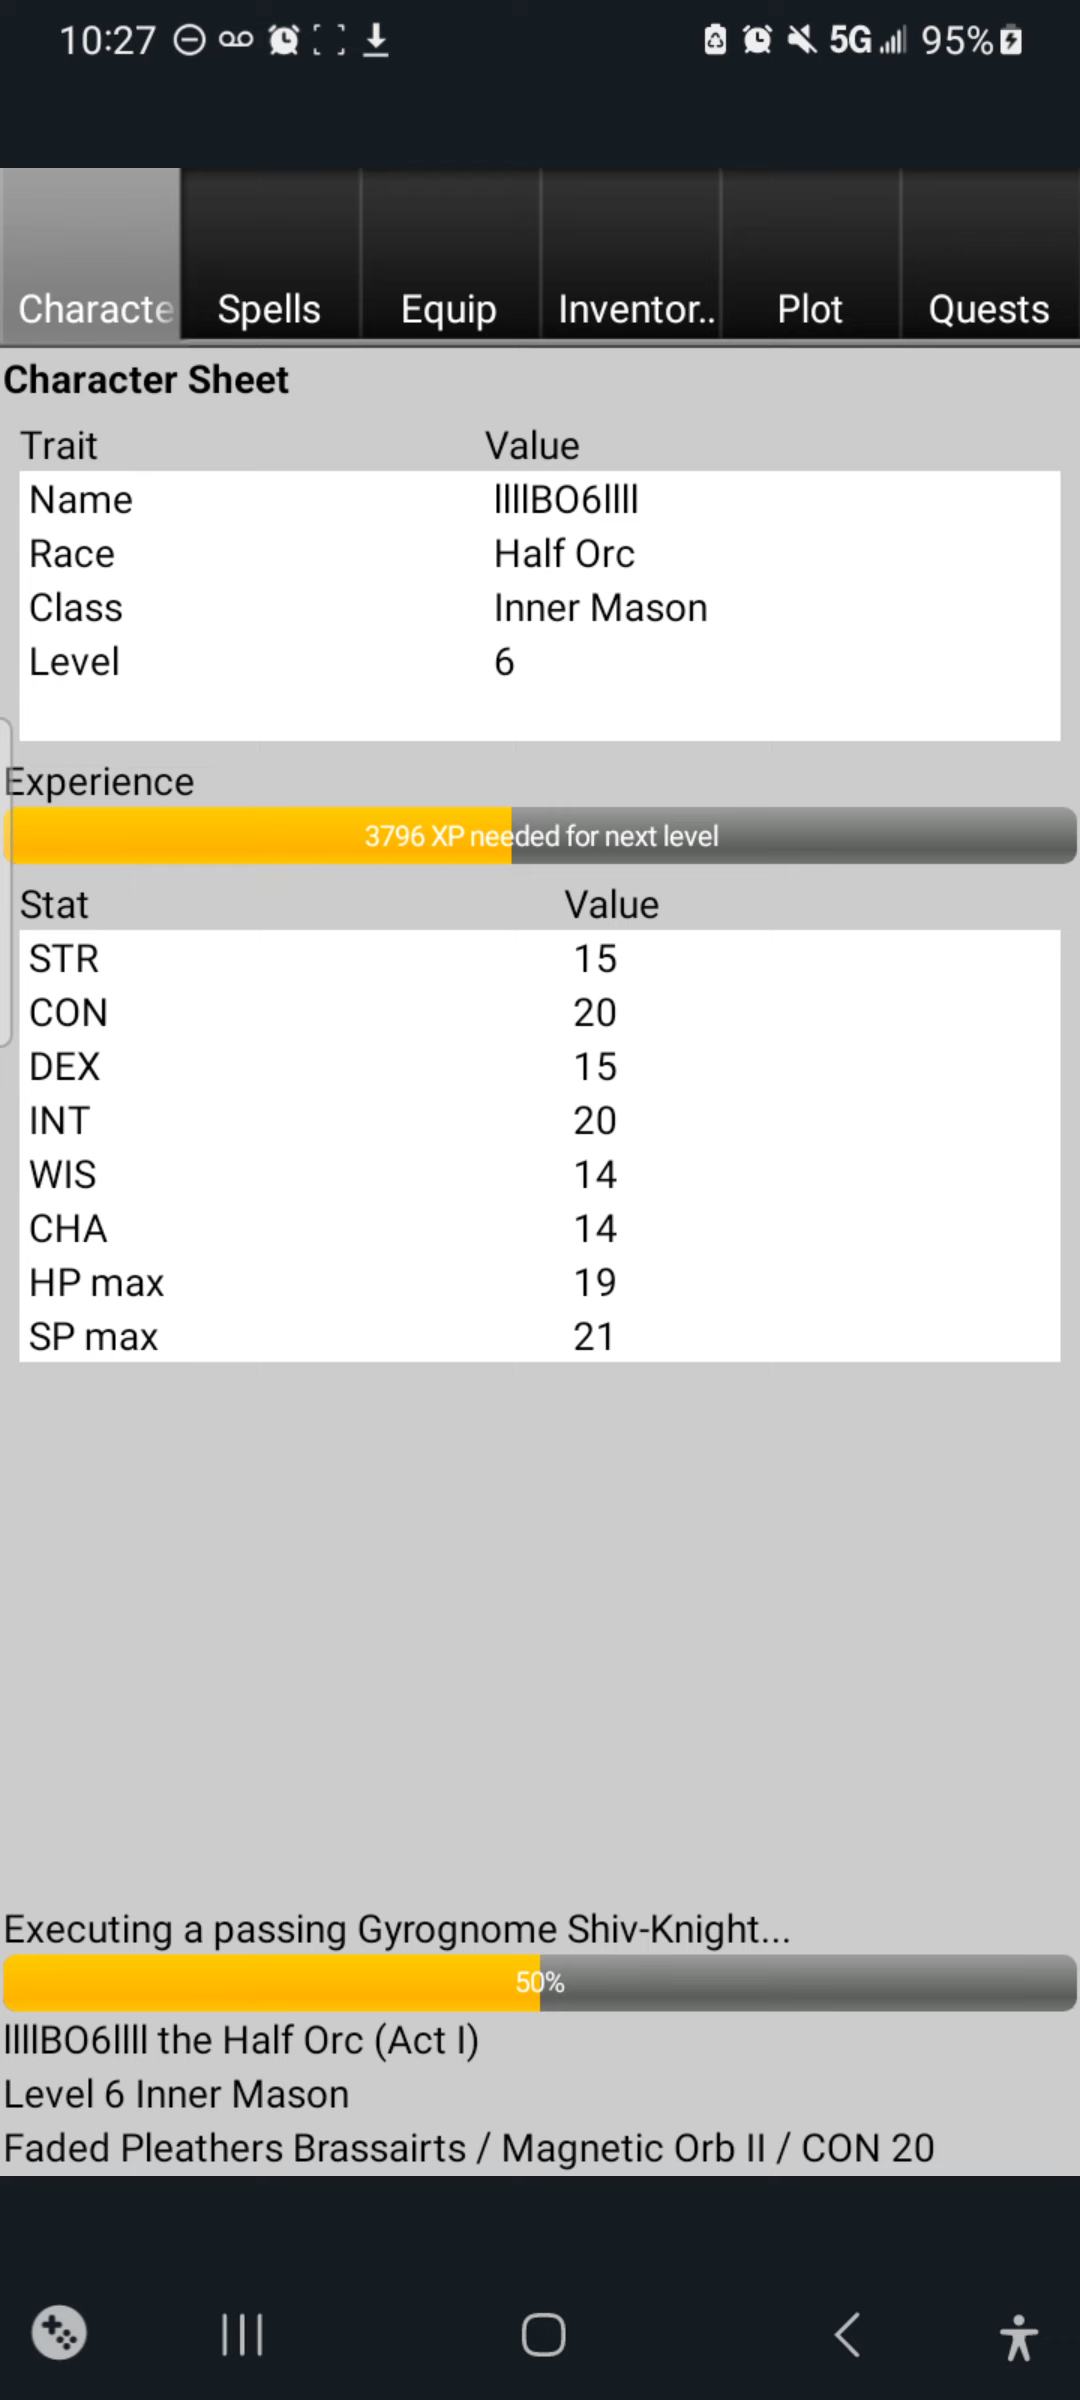 10:27 5G 95%
Characte Spells Equip Inventor.. Plot Quests
Character Sheet
Trait Value
Name llllBO6llll
Race Half Orc
Class Inner Mason
Level 6
Experience
3796 XP needed for next level
Stat Value
STR 15
CON 20
DEX 15
INT 20
WIS 14
CHA 14
HP max 19
SP max 21
Executing a passing Gyrognome Shiv-Knight...
50%
llllBO6llll the Half Orc (Act I)
Level 6 Inner Mason
Faded Pleathers Brassairts / Magnetic Orb II / CON 20